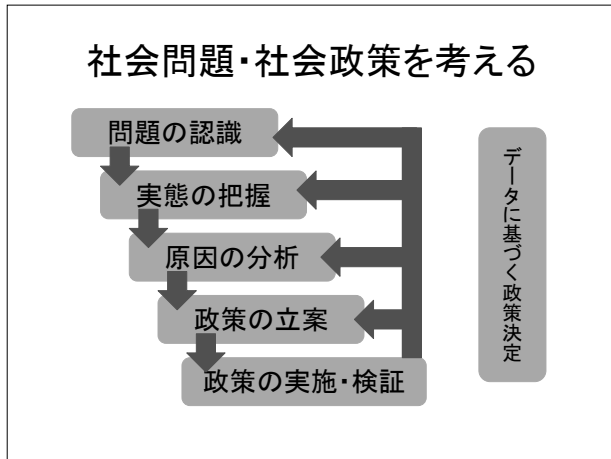 社会問題・社会政策を考える
問題の認識
実態の把握
原因の分析
政策の立案
政策の実施・検証
データに基づく政策決定